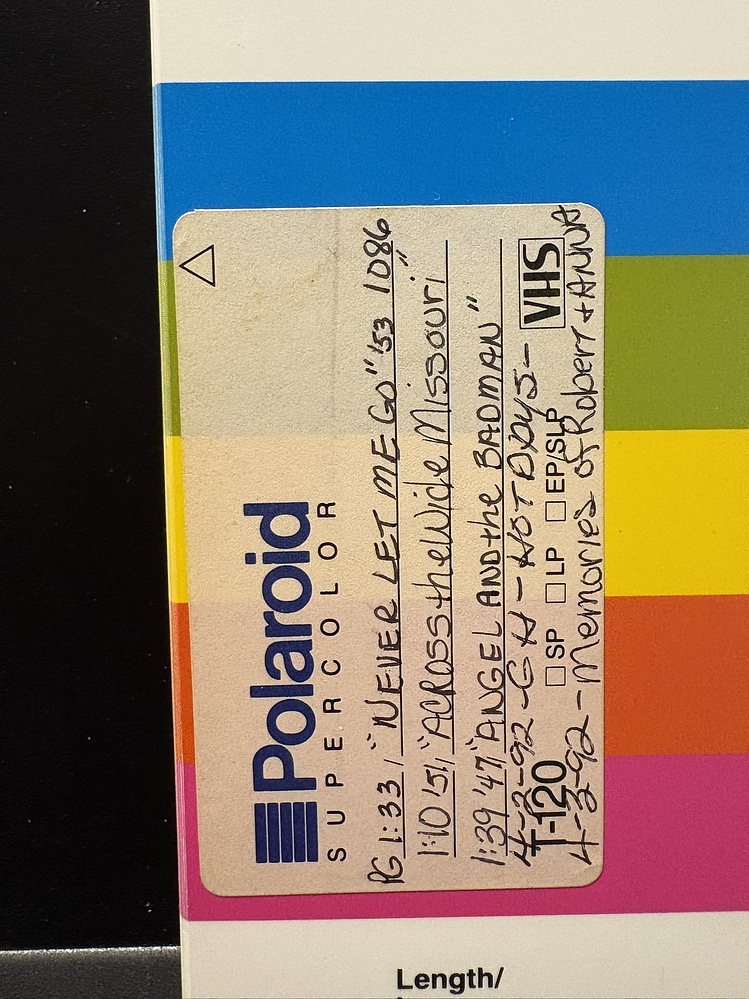 Polaroid
SUPERCOLOR
PG 1:33, "NEVER LET ME GO" '53 1086
1:10 '51, "ACROSS the Wide Missouri"
1:39 '47 "ANGEL AND the BADMAN"
4-2-92 - GH - HOT DAYS -
T-120 □ SP □ LP □ EP/SLP VHS
4-3-92 - Memories of Robert + ANNA
Length/